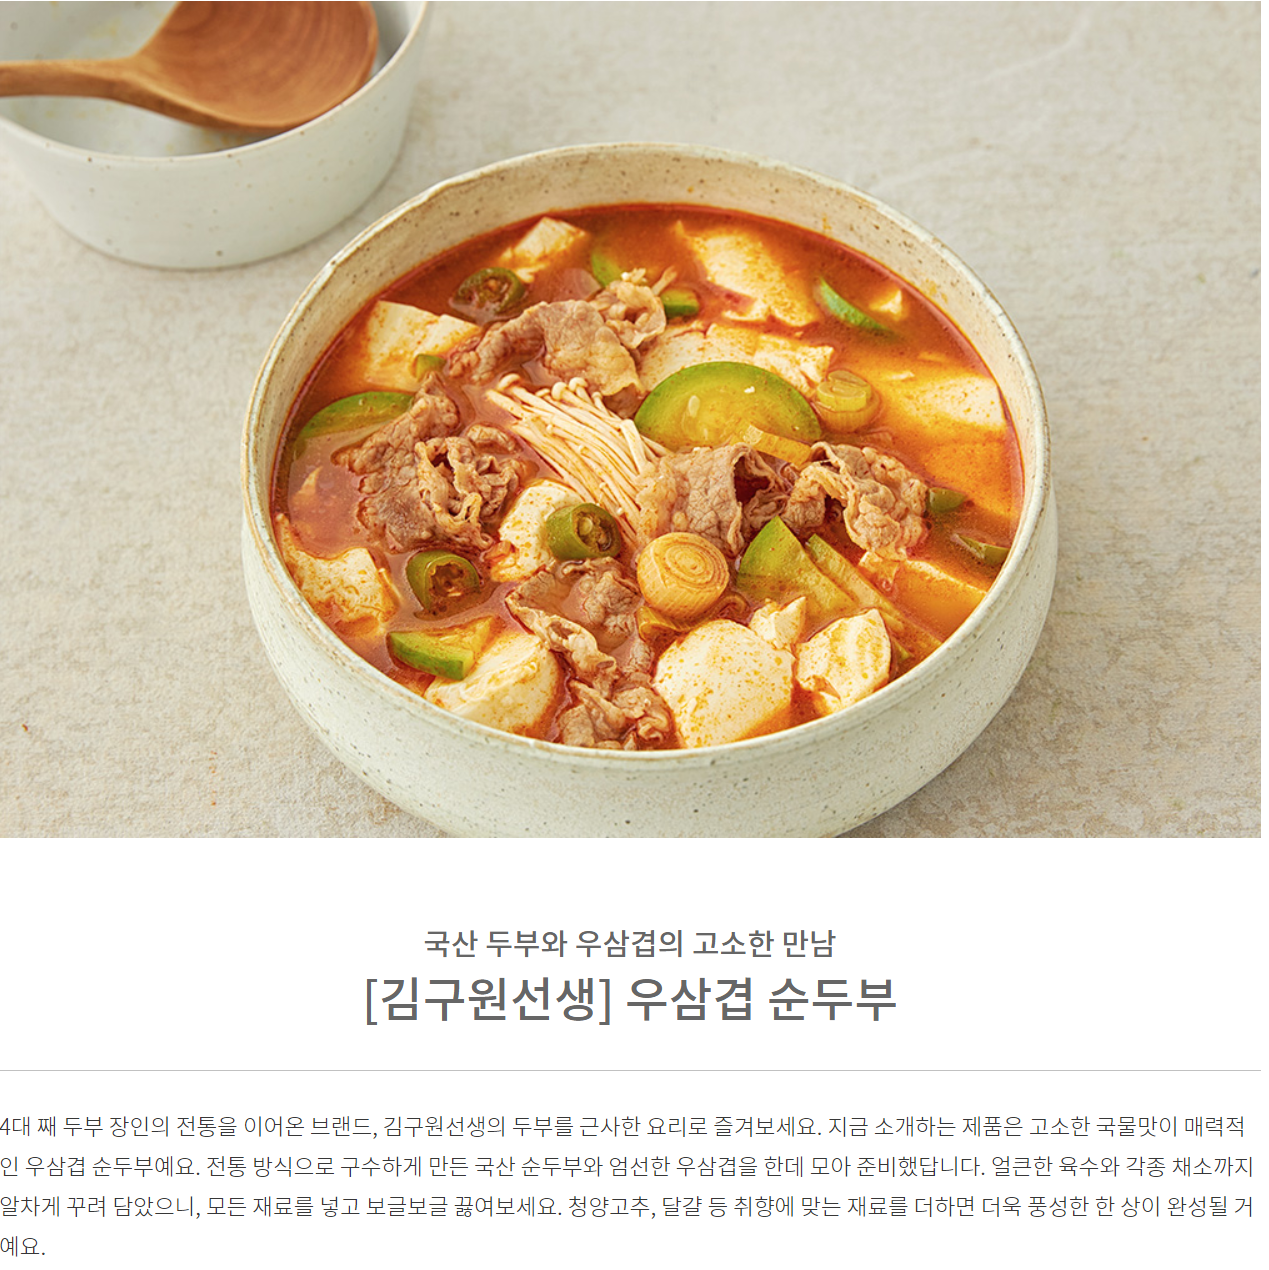 국산 두부와 우삼겹의 고소한 만남
[김구원선생] 우삼겹 순두부
4대 째 두부 장인의 전통을 이어온 브랜드, 김구원선생의 두부를 근사한 요리로 즐겨보세요. 지금 소개하는 제품은 고소한 국물맛이 매력적
인 우삼겹 순두부예요. 전통 방식으로 구수하게 만든 국산 순두부와 엄선한 우삼겹을 한데 모아 준비했답니다. 얼큰한 육수와 각종 채소까지
알차게 꾸려 담았으니, 모든 재료를 넣고 보글보글 끓여보세요. 청양고추, 달걀 등 취향에 맞는 재료를 더하면 더욱 풍성한 한 상이 완성될 거
예요.